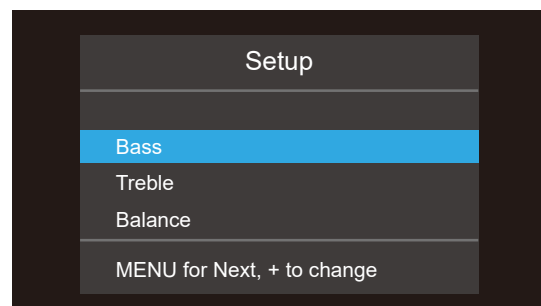 Setup
Bass
Treble
Balance
MENU for Next, + to change